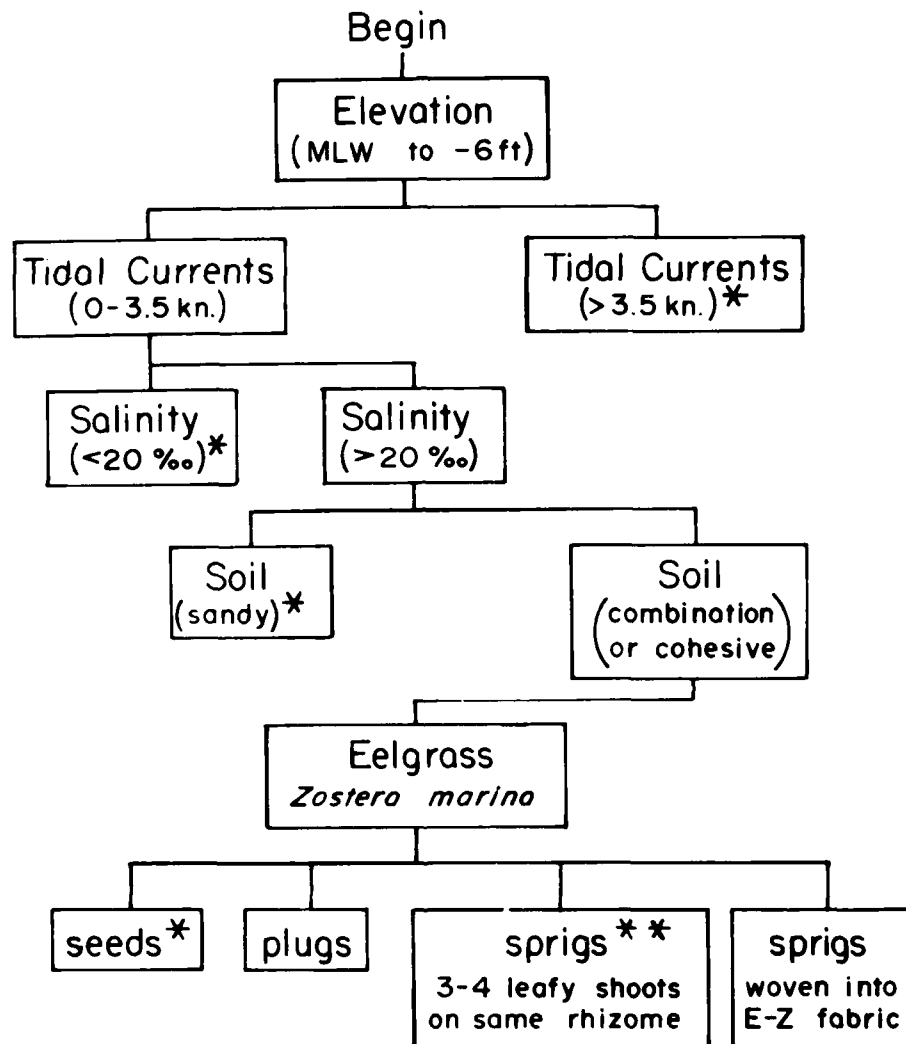 Begin
Elevation
(MLW to -6 ft)
Tidal Currents
(0-3.5 kn.)
Tidal Currents
(>3.5 kn.)*
Salinity
(<20 ‰)*
Salinity
(>20 ‰)
Soil
(sandy)*
Soil
(combination
or cohesive)
Eelgrass
Zostera marina
seeds*
plugs
sprigs**
3-4 leafy shoots
on same rhizome
sprigs
woven into
E-Z fabric